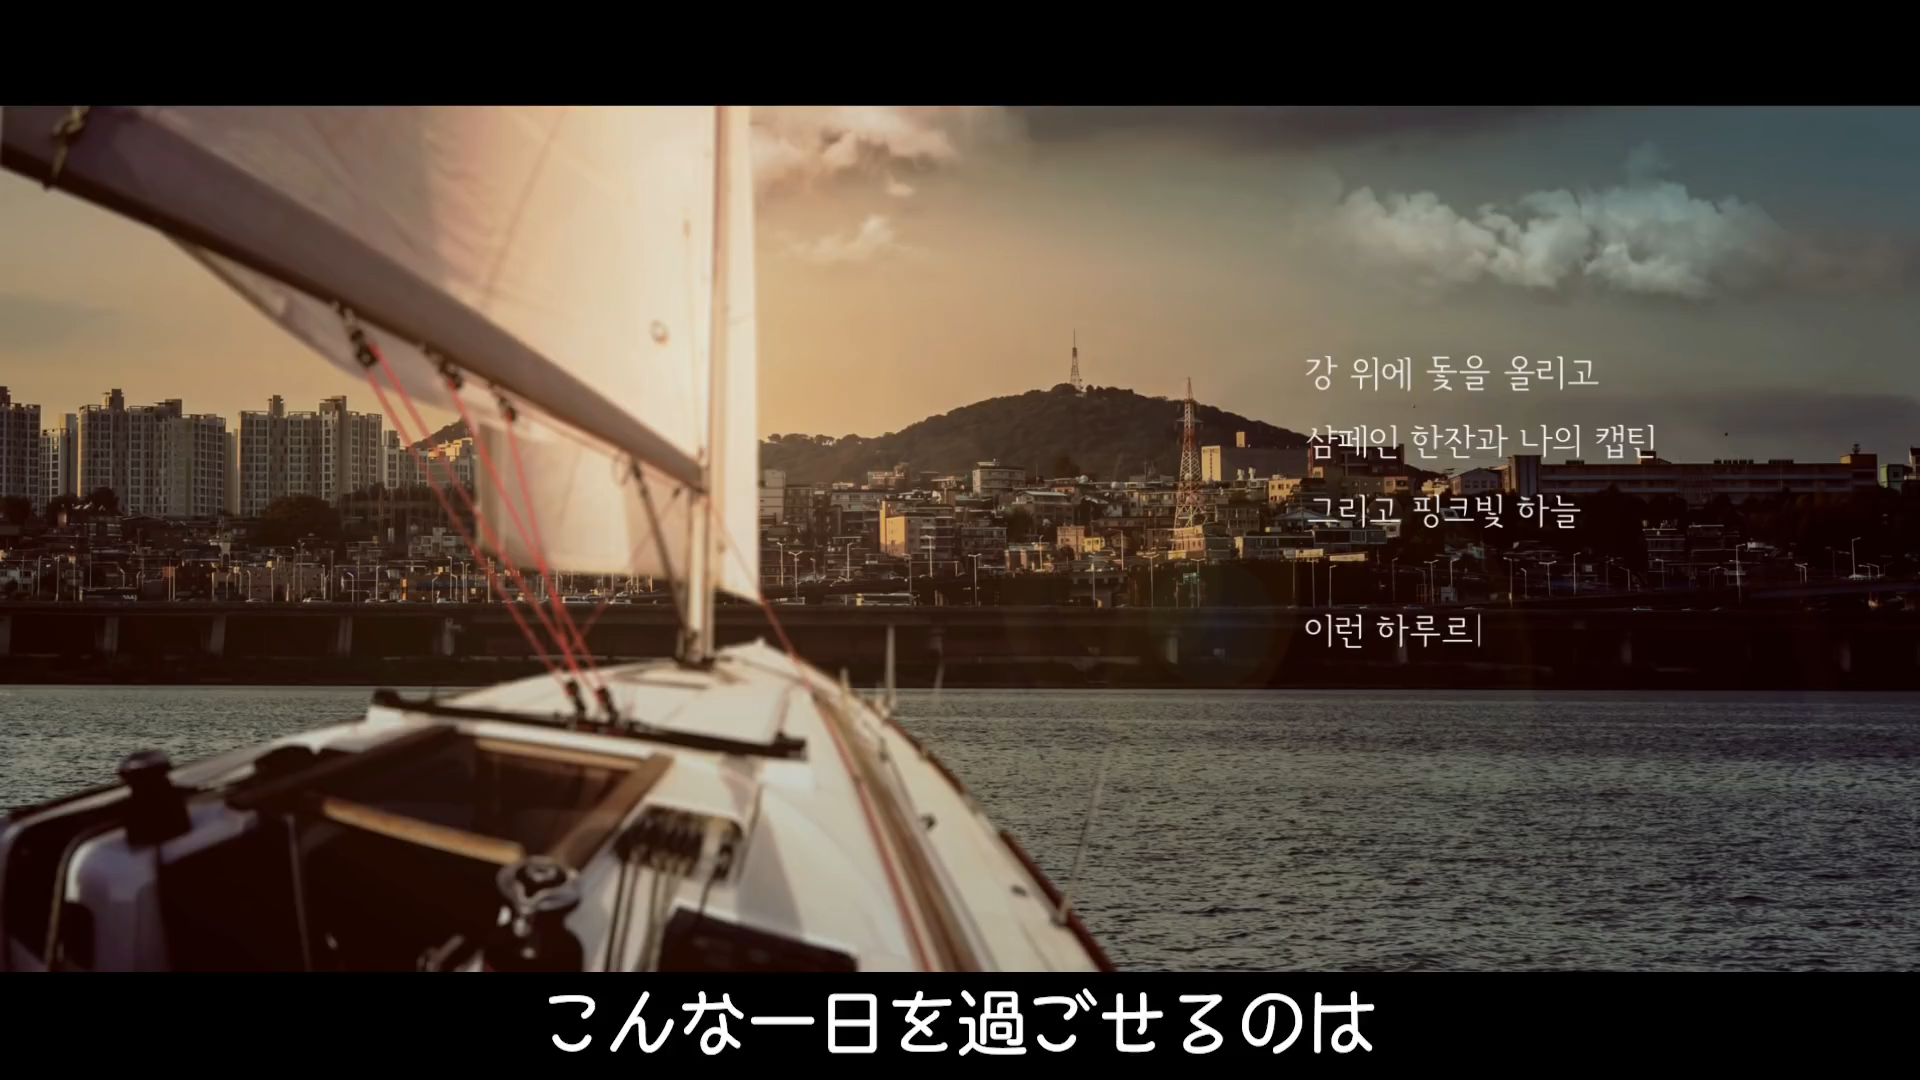 강 위에 돛을 올리고
샴페인 한잔과 나의 캡틴
그리고 핑크빛 하늘
이런 하루르
こんな一日を過ごせるのは